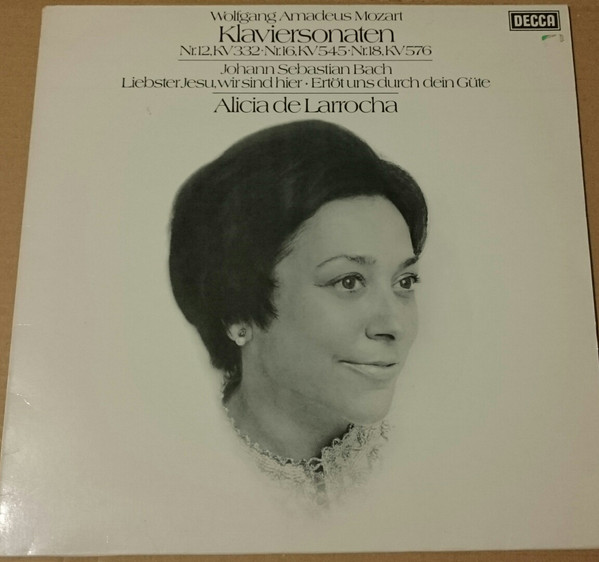 Wolfgang Amadeus Mozart
DECCA
Klaviersonaten
Nr.12, KV 332 · Nr.16, KV 545 · Nr.18, KV 576
Johann Sebastian Bach
Liebster Jesu, wir sind hier · Ertöt uns durch dein Güte
Alicia de Larrocha